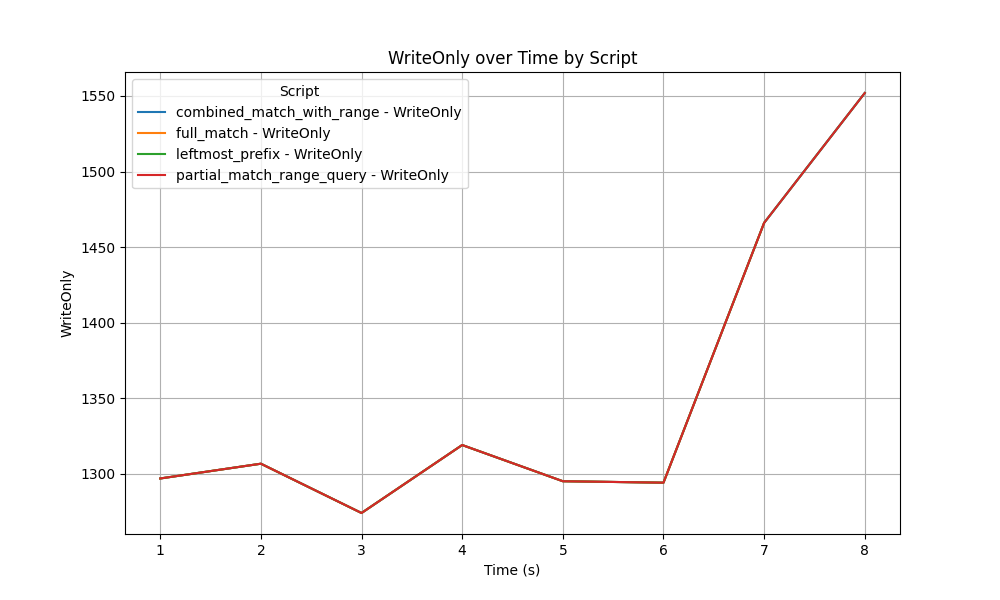 WriteOnly over Time by Script
Script
combined_match_with_range - WriteOnly
full_match - WriteOnly
leftmost_prefix - WriteOnly
partial_match_range_query - WriteOnly
WriteOnly
1550
1500
1450
1400
1350
1300
1 2 3 4 5 6 7 8
Time (s)